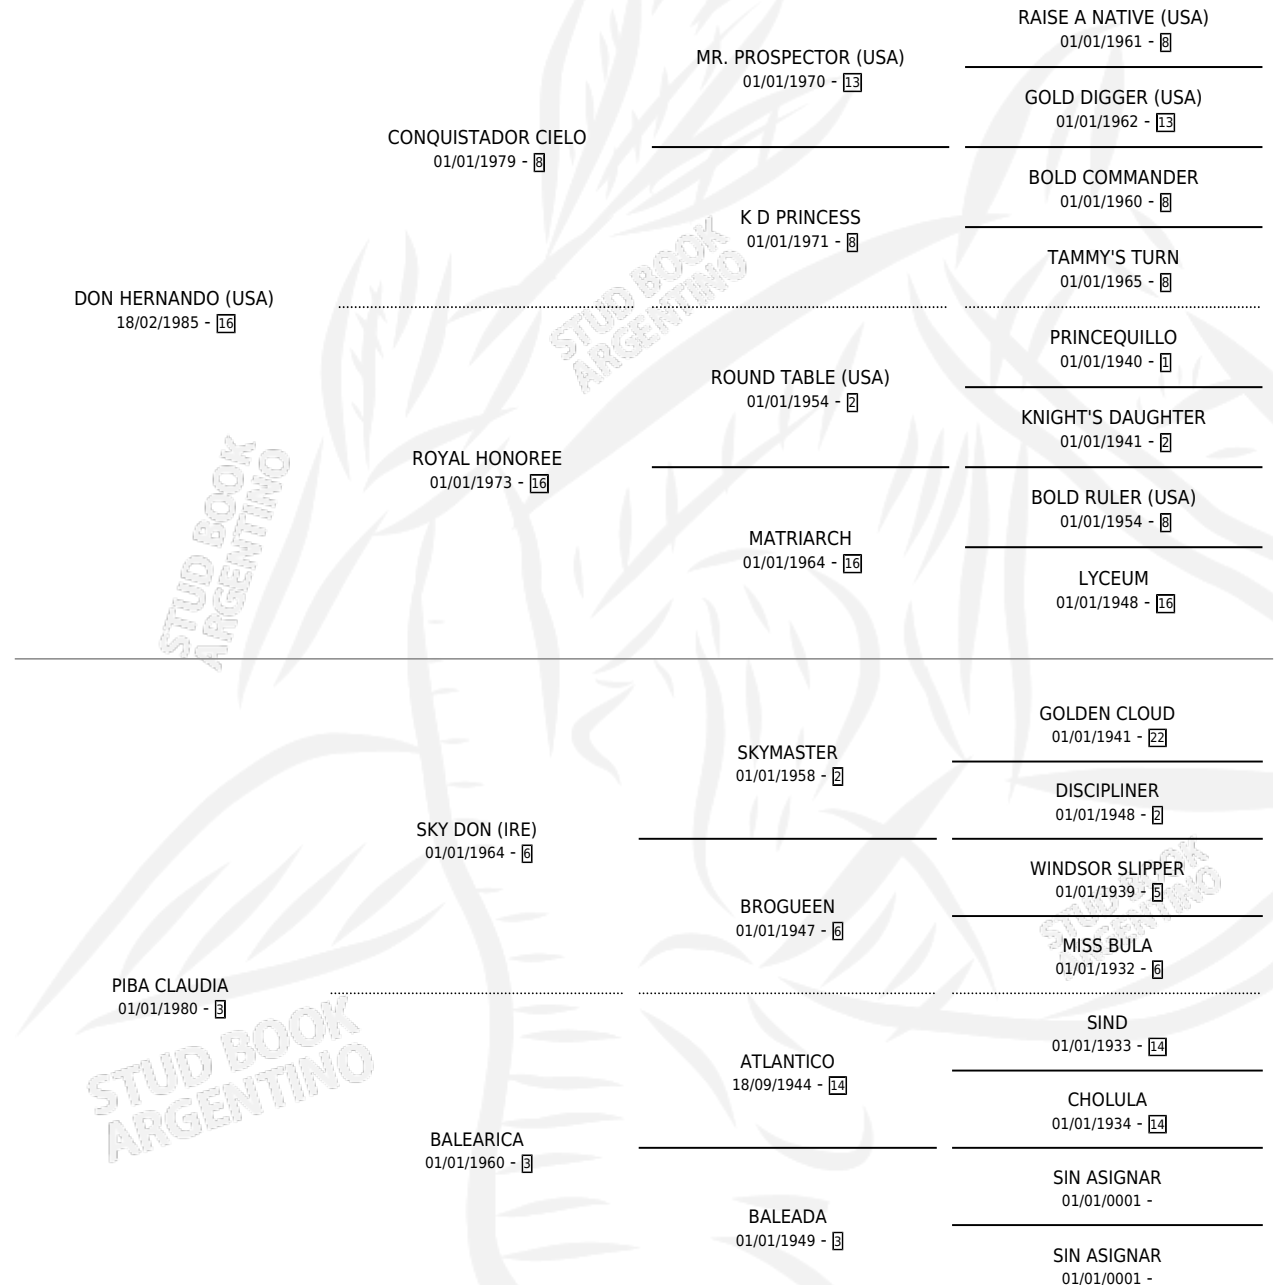 RAISE A NATIVE (USA)
01/01/1961 - 8
MR. PROSPECTOR (USA)
01/01/1970 - 13
GOLD DIGGER (USA)
01/01/1962 - 13
CONQUISTADOR CIELO
01/01/1979 - 8
BOLD COMMANDER
01/01/1960 - 8
K D PRINCESS
01/01/1971 - 8
TAMMY'S TURN
01/01/1965 - 8
DON HERNANDO (USA)
18/02/1985 - 16
PRINCEQUILLO
01/01/1940 - 1
ROUND TABLE (USA)
01/01/1954 - 2
KNIGHT'S DAUGHTER
01/01/1941 - 2
ROYAL HONOREE
01/01/1973 - 16
BOLD RULER (USA)
01/01/1954 - 8
MATRIARCH
01/01/1964 - 16
LYCEUM
01/01/1948 - 16
GOLDEN CLOUD
01/01/1941 - 22
SKYMASTER
01/01/1958 - 2
DISCIPLINER
01/01/1948 - 2
SKY DON (IRE)
01/01/1964 - 6
WINDSOR SLIPPER
01/01/1939 - 5
BROGUEEN
01/01/1947 - 6
MISS BULA
01/01/1932 - 6
PIBA CLAUDIA
01/01/1980 - 3
SIND
01/01/1933 - 14
ATLANTICO
18/09/1944 - 14
CHOLULA
01/01/1934 - 14
BALEARICA
01/01/1960 - 3
SIN ASIGNAR
01/01/0001 -
BALEADA
01/01/1949 - 3
SIN ASIGNAR
01/01/0001 -
STUD BOOK
ARGENTINO
STUD BOOK
ARGENTINO
STUD BOOK
ARGENTINO
STUD BOOK
ARGENTINO